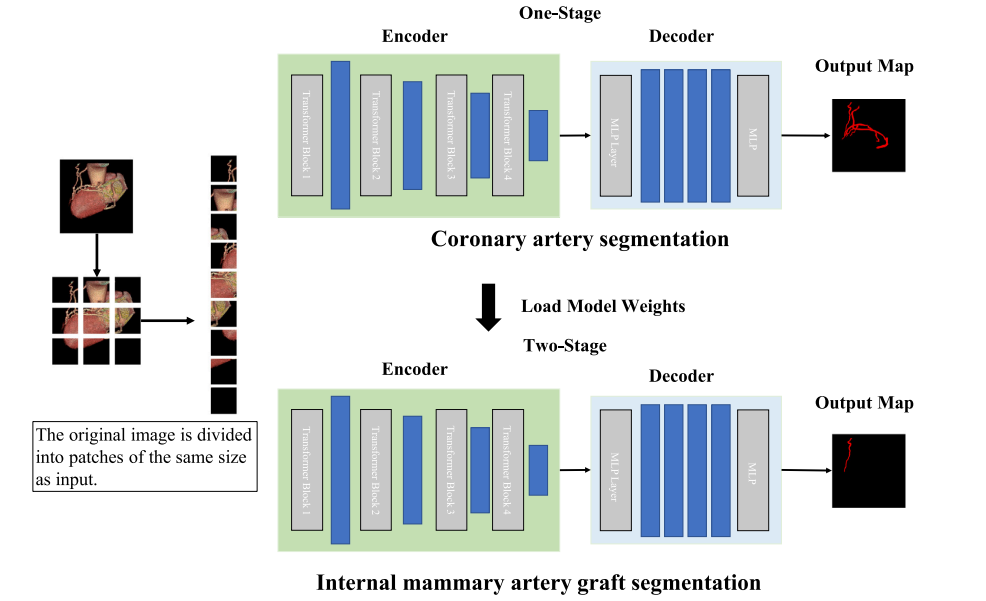 One-Stage
Encoder
Decoder
Output Map
Transformer Block 1
Transformer Block 2
Transformer Block 3
Transformer Block 4
MLP Layer
MLP
Coronary artery segmentation
Load Model Weights
Two-Stage
Encoder
Decoder
Output Map
Transformer Block 1
Transformer Block 2
Transformer Block 3
Transformer Block 4
MLP Layer
MLP
The original image is divided
into patches of the same size
as input.
Internal mammary artery graft segmentation